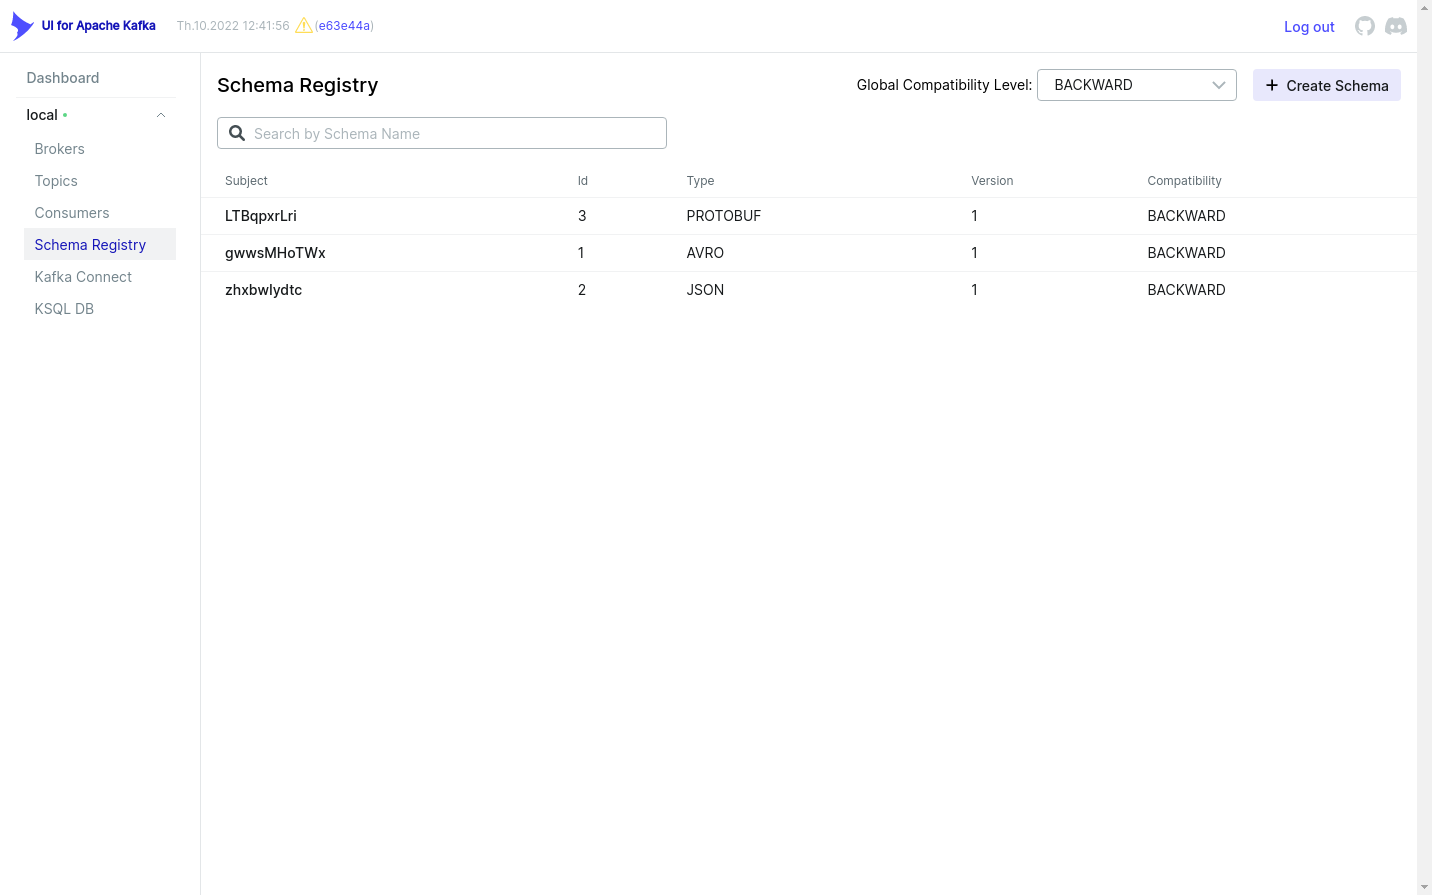 UI for Apache Kafka
Th.10.2022 12:41:56 (e63e44a)
Log out
Dashboard
local
Brokers
Topics
Consumers
Schema Registry
Kafka Connect
KSQL DB
Schema Registry
Global Compatibility Level: BACKWARD
Create Schema
Search by Schema Name
Subject Id Type Version Compatibility
LTBqpxrLri 3 PROTOBUF 1 BACKWARD
gwwsMHoTWx 1 AVRO 1 BACKWARD
zhxbwlydtc 2 JSON 1 BACKWARD